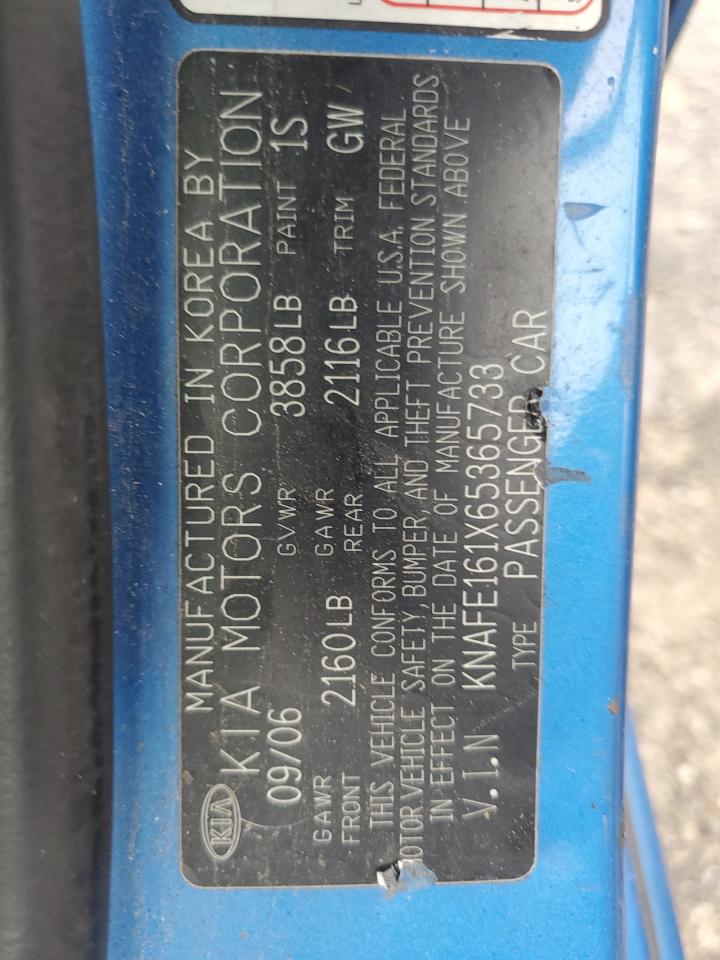 KIA
MANUFACTURED IN KOREA BY
KIA MOTORS CORPORATION
09/06 GVWR 3858LB PAINT 1S
GAWR FRONT 2160LB GAWR REAR 2116LB TRIM GW
THIS VEHICLE CONFORMS TO ALL APPLICABLE U.S.A. FEDERAL
OTOR VEHICLE SAFETY, BUMPER, AND THEFT PREVENTION STANDARDS
IN EFFECT ON THE DATE OF MANUFACTURE SHOWN ABOVE
V.I.N KNAFE161X65365733
TYPE PASSENGER CAR